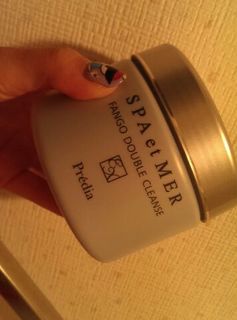 SPA et MER
FANGO DOUBLE CLEANSE
Prédia